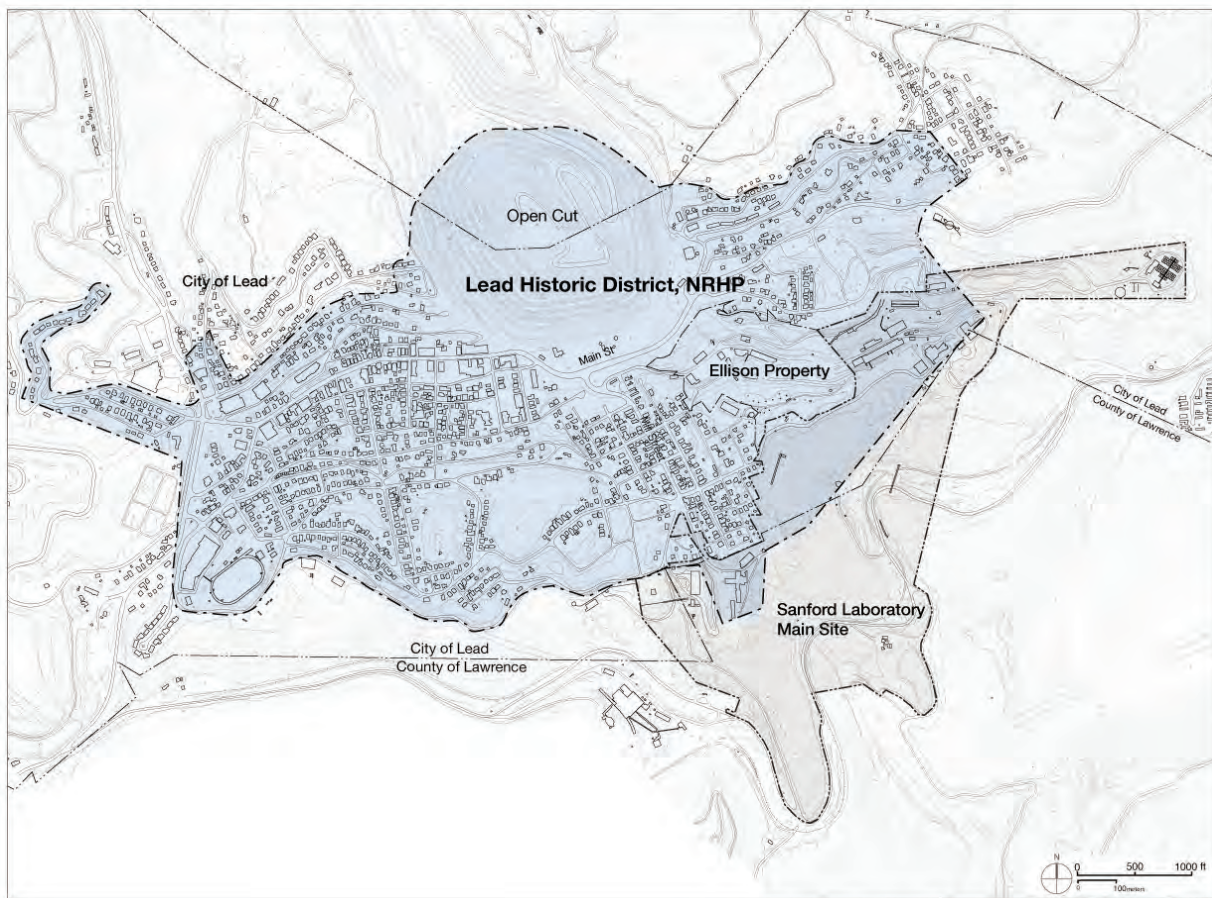 Open Cut
City of Lead
Lead Historic District, NRHP
Main St
Ellison Property
City of Lead
County of Lawrence
Sanford Laboratory
Main Site
City of Lead
County of Lawrence
N
0 500 1000 ft
0 100 meters